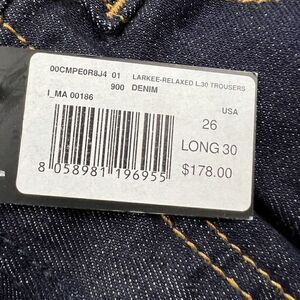 00CMPE0R8J4 01 LARKEE-RELAXED L.30 TROUSERS
900 DENIM
I_MA 00186
USA
26
LONG 30
$178.00
8 058981 196955